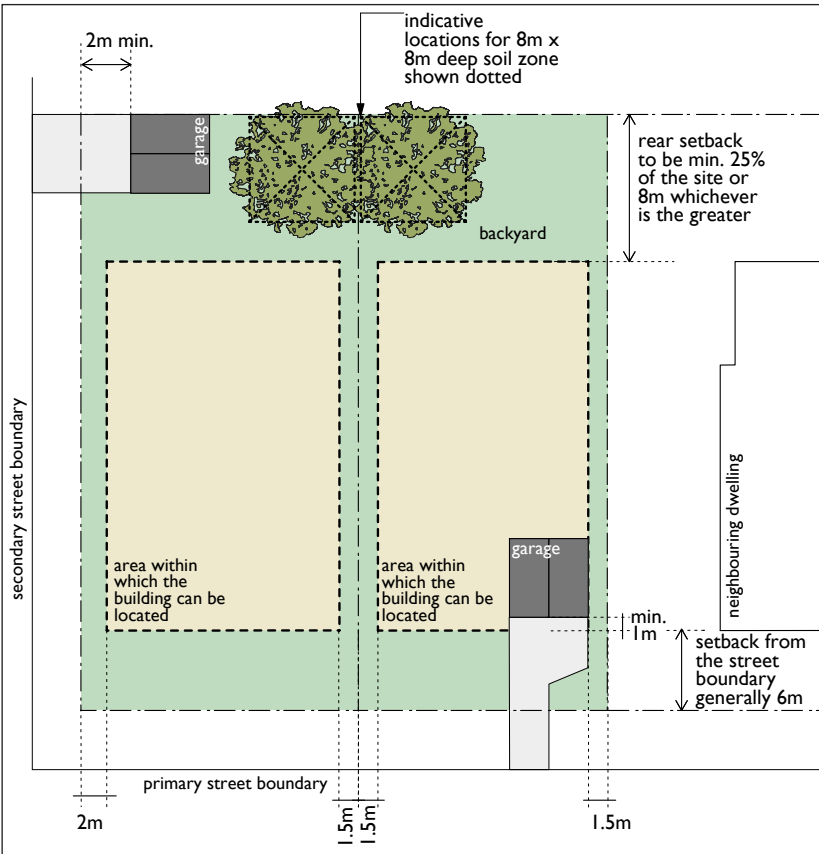 indicative
locations for 8m x
8m deep soil zone
shown dotted
2m min.
garage
rear setback
to be min. 25%
of the site or
8m whichever
is the greater
backyard
secondary street boundary
neighbouring dwelling
garage
area within
which the
building can be
located
area within
which the
building can be
located
min.
1m
setback from
the street
boundary
generally 6m
primary street boundary
2m
1.5m
1.5m
1.5m